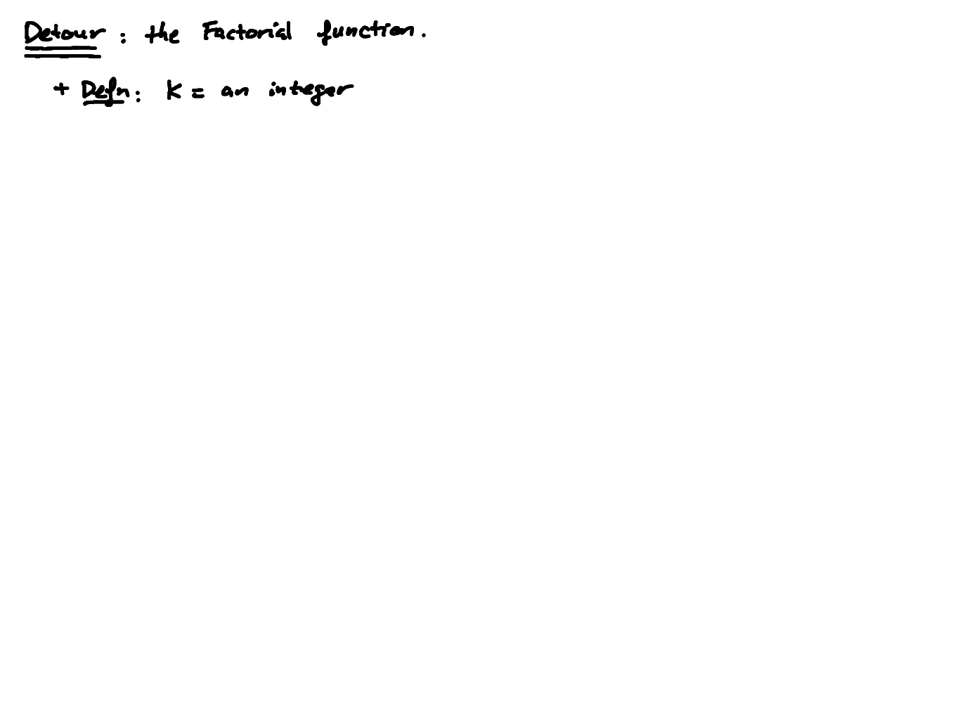 Detour : the Factorial function.
+ Defn : K = an integer